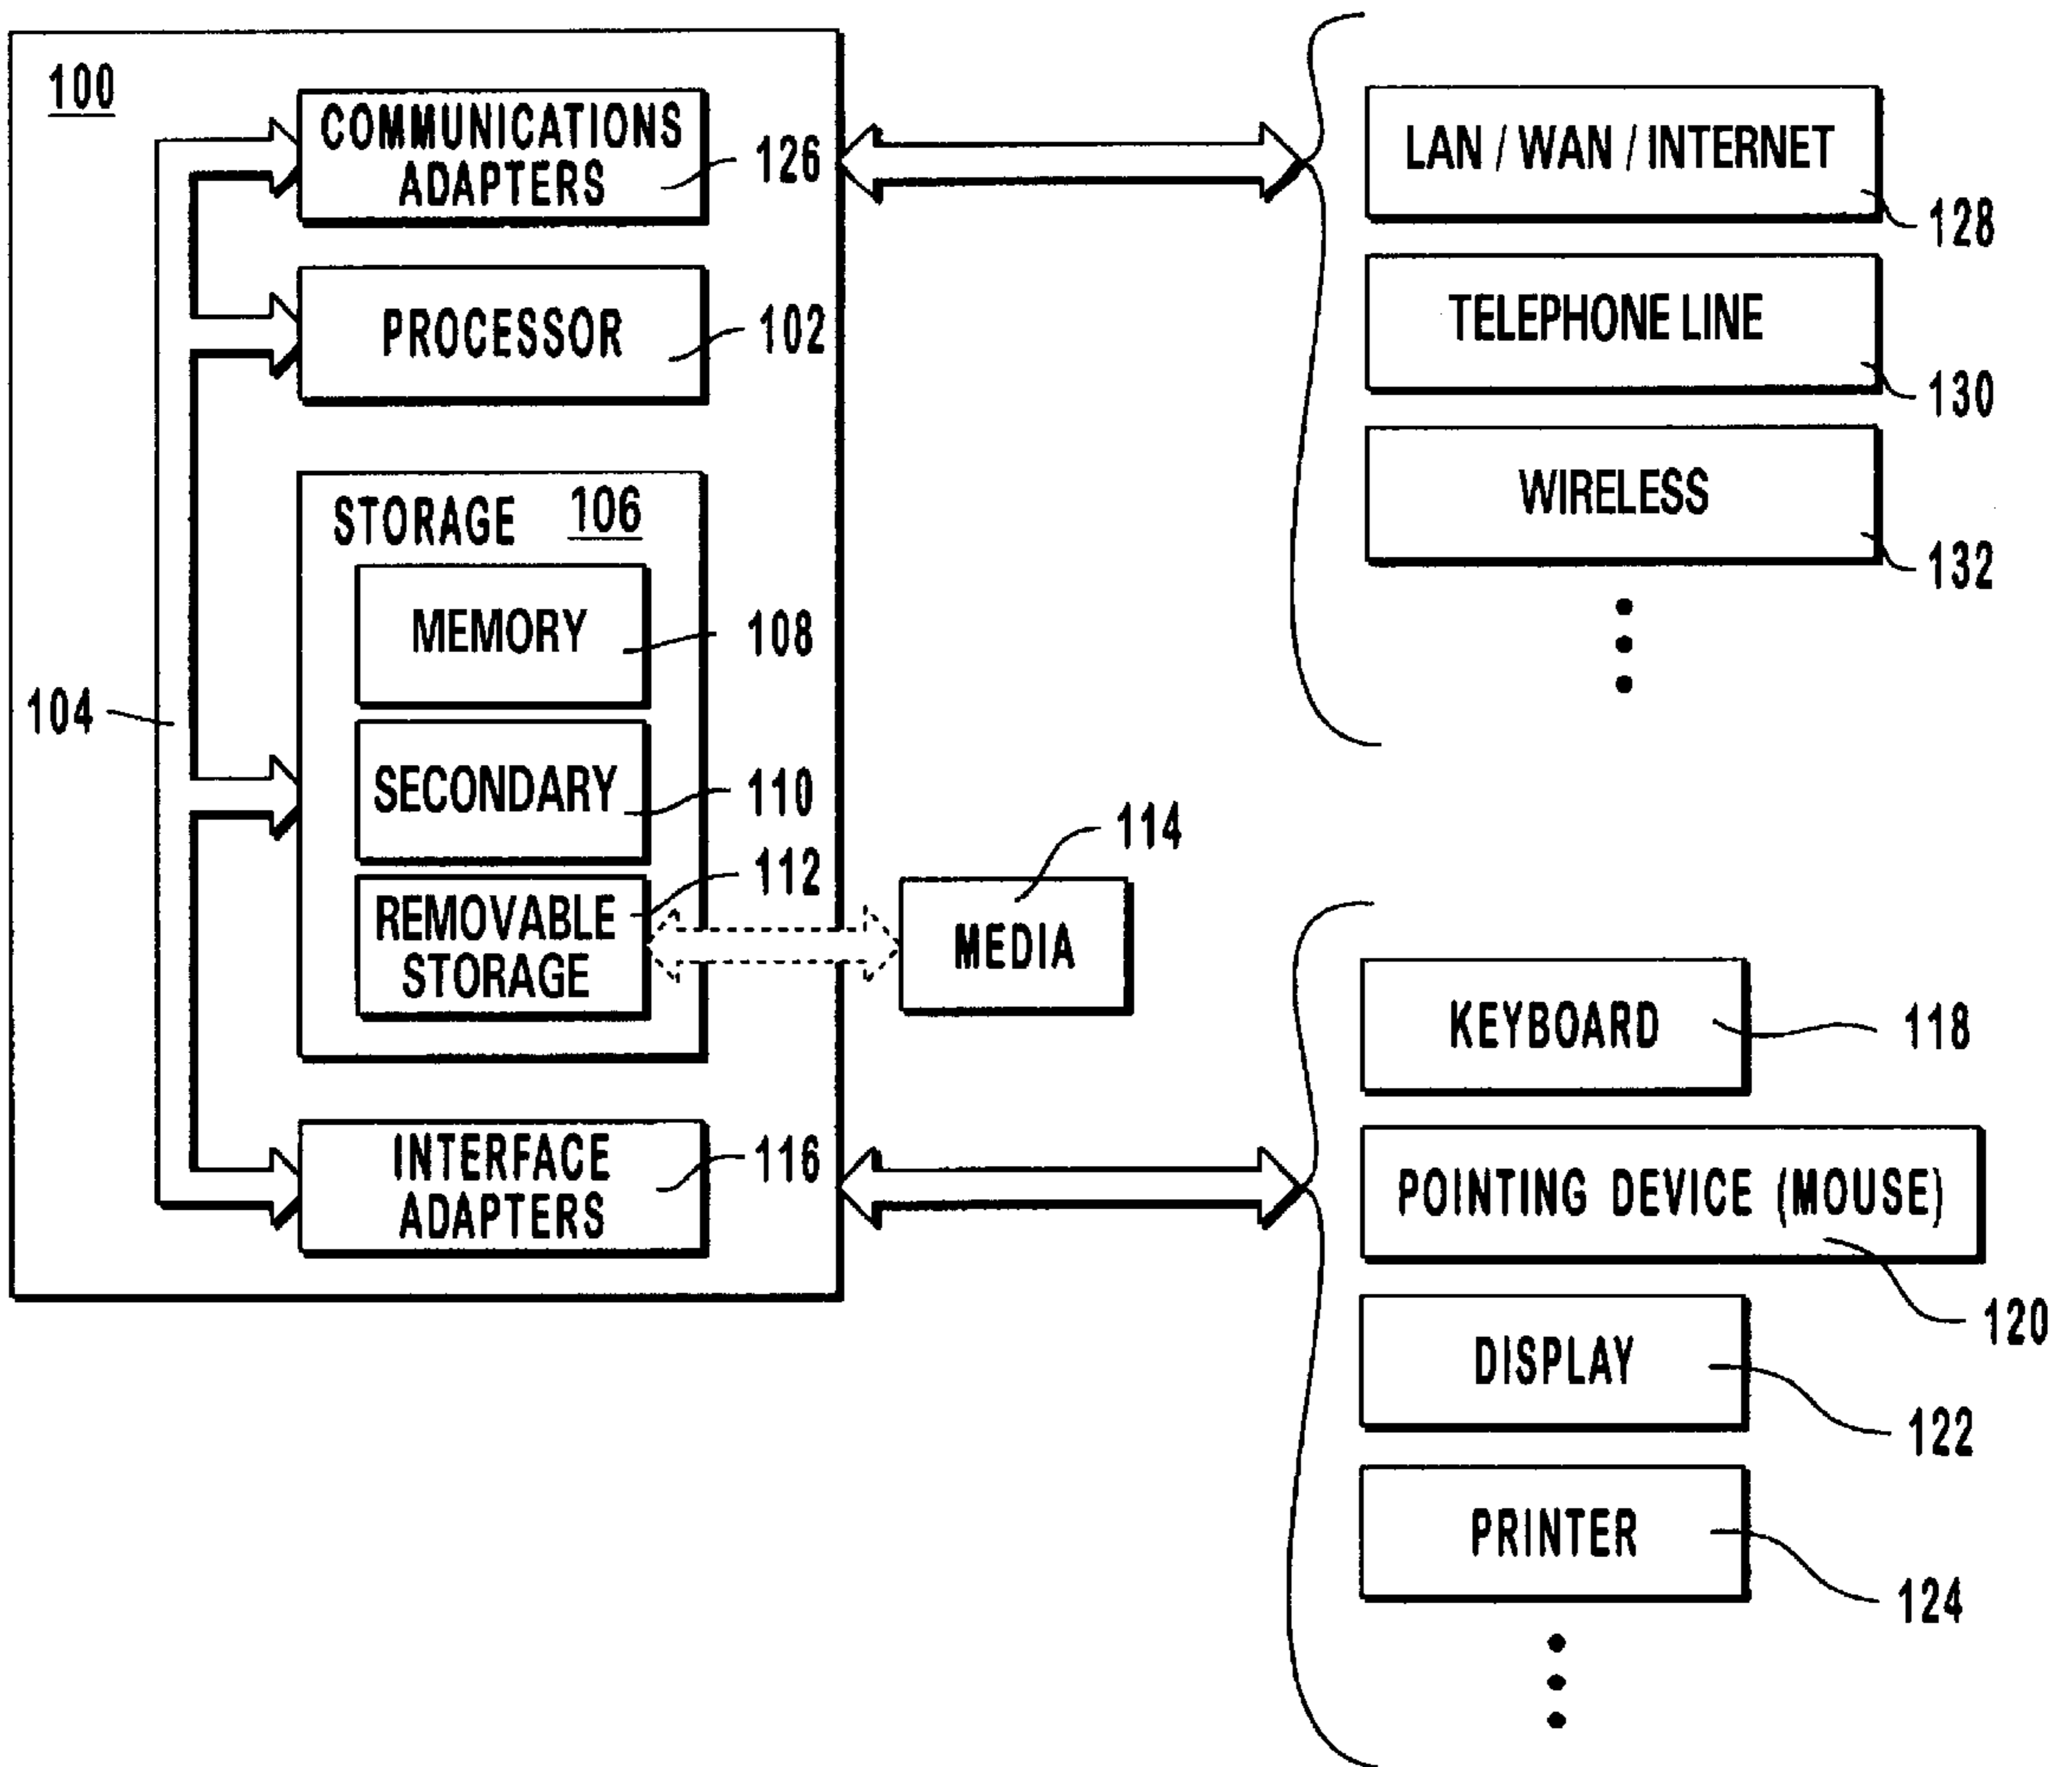 100
COMMUNICATIONS
ADAPTERS
126
PROCESSOR
102
STORAGE 106
MEMORY
108
104
SECONDARY
110
REMOVABLE
STORAGE
112
MEDIA
114
INTERFACE
ADAPTERS
116
LAN / WAN / INTERNET
128
TELEPHONE LINE
130
WIRELESS
132
KEYBOARD
118
POINTING DEVICE (MOUSE)
120
DISPLAY
122
PRINTER
124